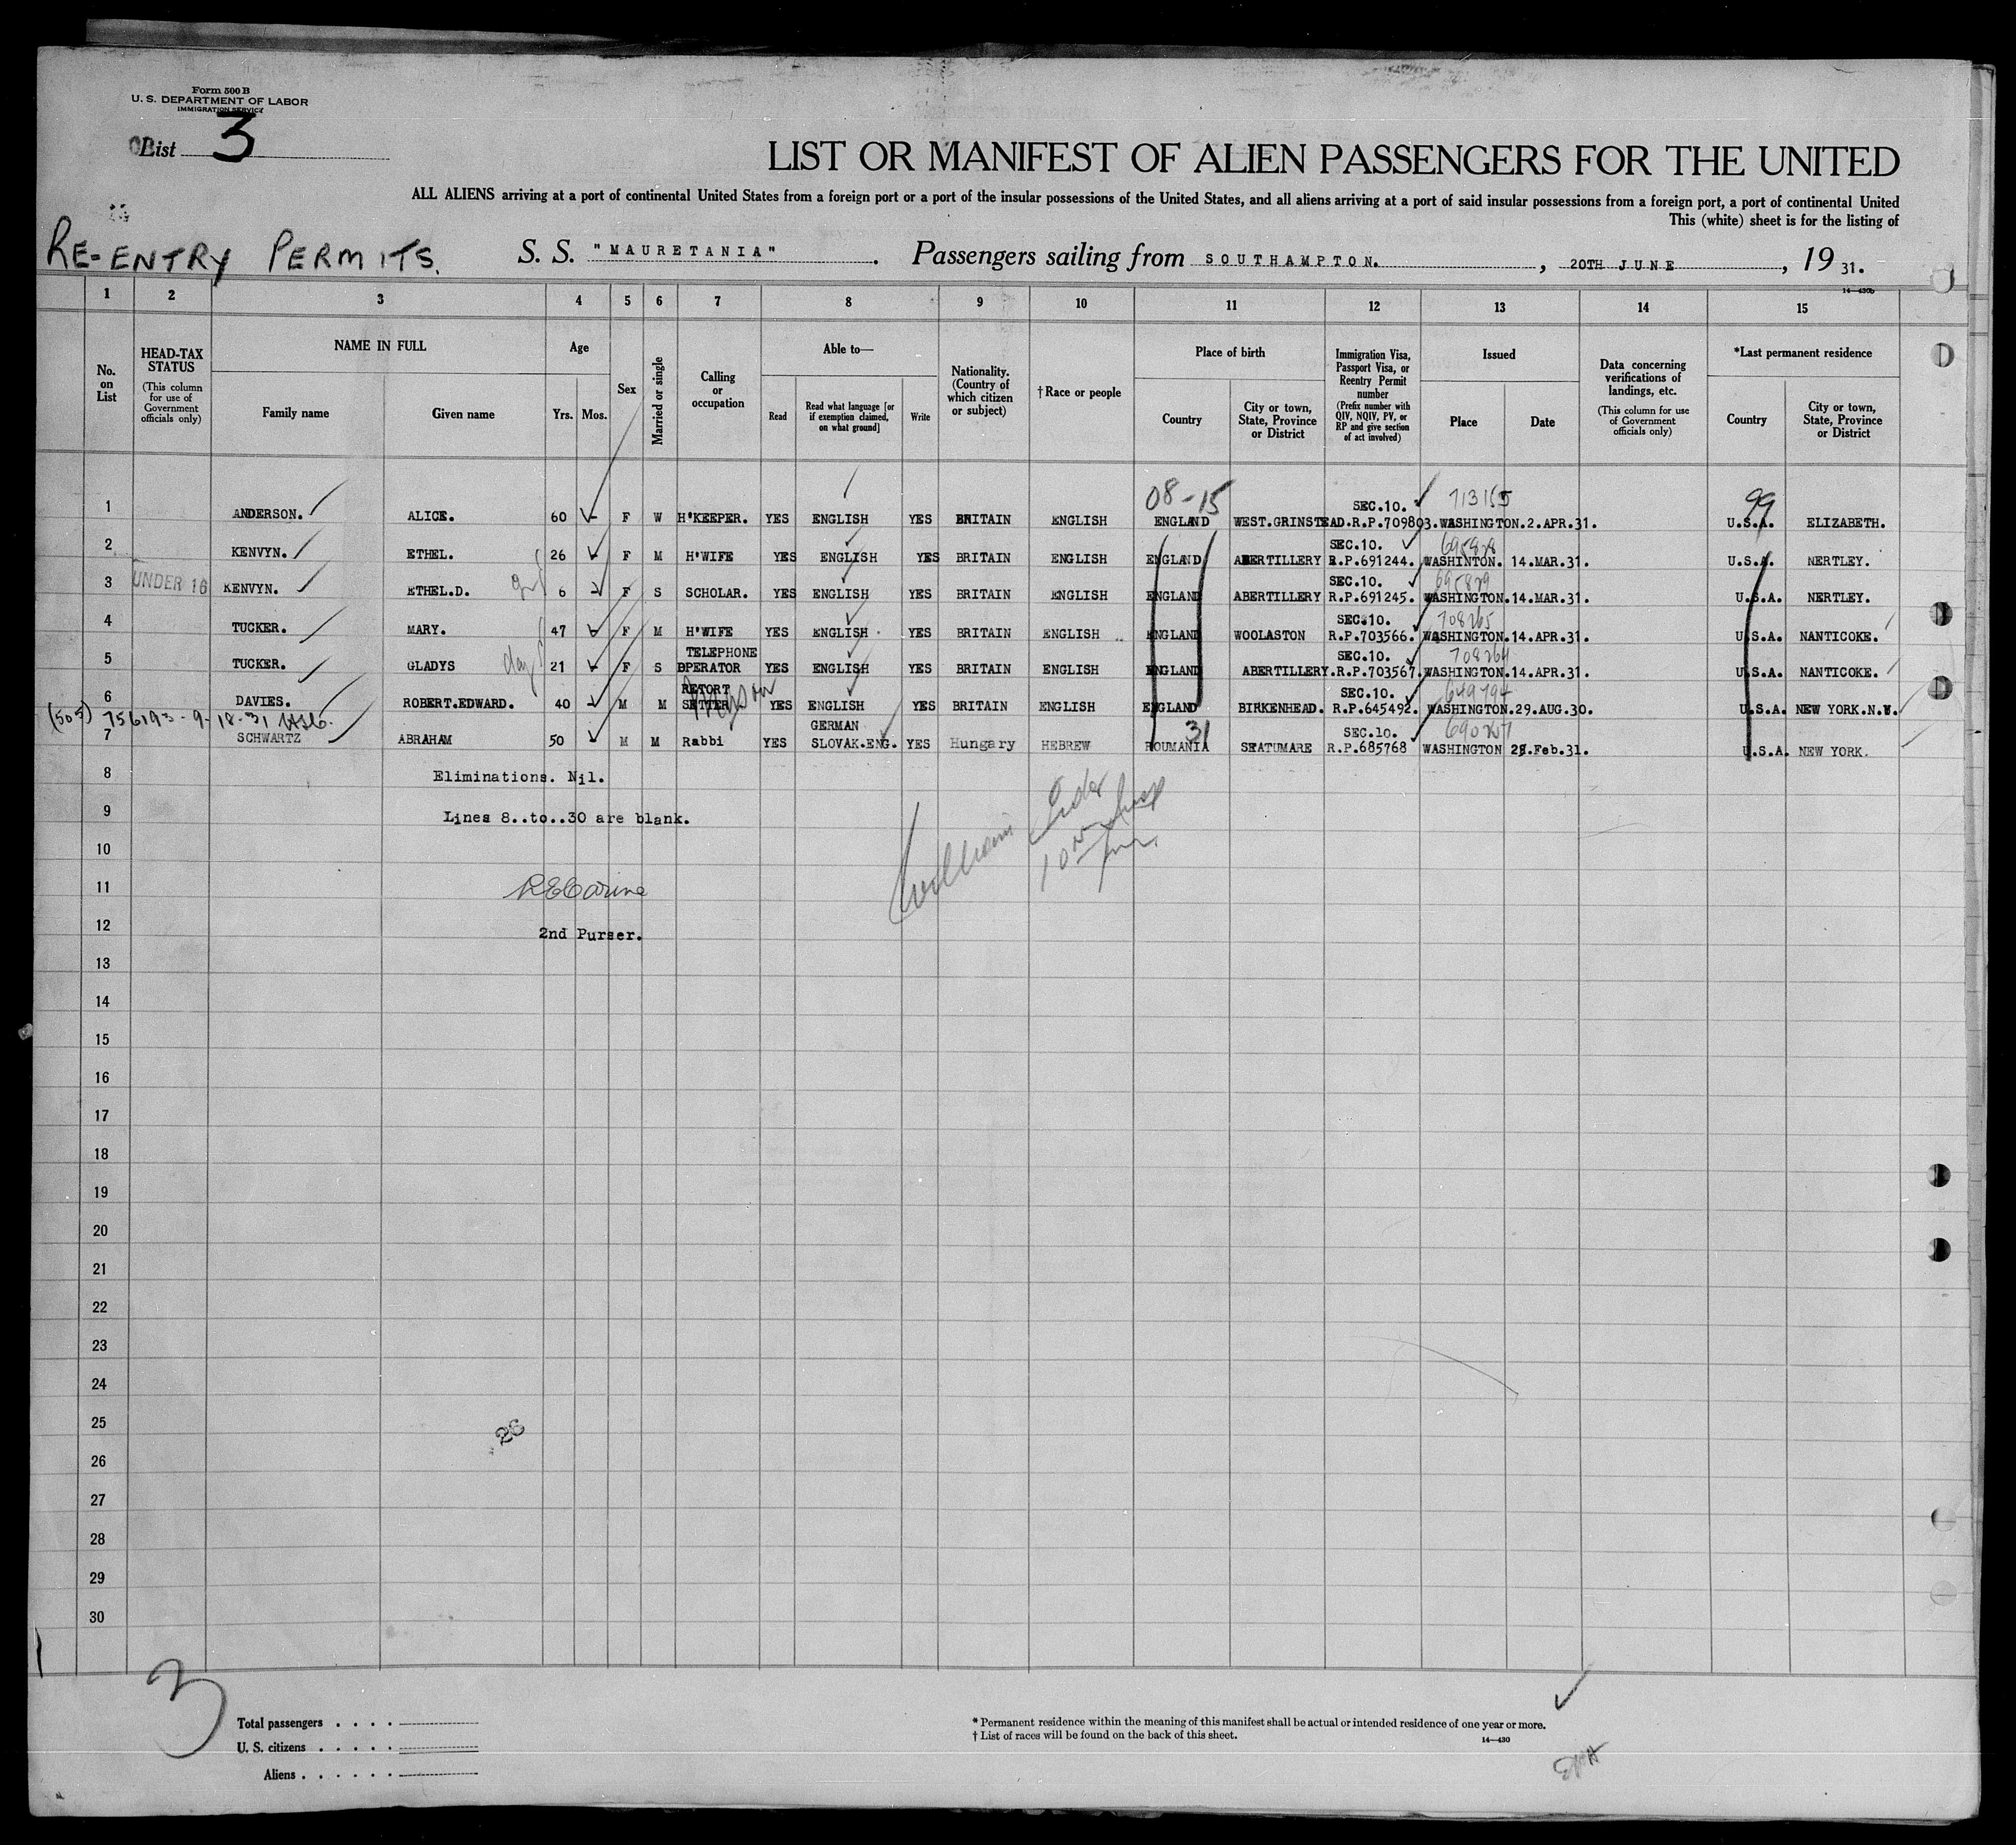 Form 500 B
U. S. DEPARTMENT OF LABOR
IMMIGRATION SERVICE
List 3
LIST OR MANIFEST OF ALIEN PASSENGERS FOR THE UNITED
ALL ALIENS arriving at a port of continental United States from a foreign port or a port of the insular possessions of the United States, and all aliens arriving at a port of said insular possessions from a foreign port, a port of continental United
This (white) sheet is for the listing of
RE-ENTRY PERMITS. S. S. "MAURETANIA". Passengers sailing from SOUTHAMPTON., 20TH JUNE, 19 31.
14-430b
1 2 3 4 5 6 7 8 9 10 11 12 13 14 15
No. on List
HEAD-TAX STATUS
(This column for use of Government officials only)
NAME IN FULL
Family name Given name
Age
Yrs. Mos.
Sex
Married or single
Calling or occupation
Able to—
Read Read what language [or if exemption claimed, on what ground] Write
Nationality. (Country of which citizen or subject)
† Race or people
Place of birth
Country City or town, State, Province or District
Immigration Visa, Passport Visa, or Reentry Permit number
(Prefix number with QIV, NQIV, PV, or RP and give section of act involved)
Issued
Place Date
Data concerning verifications of landings, etc.
(This column for use of Government officials only)
*Last permanent residence
Country City or town, State, Province or District
08-15 SEC.10. 713155 99
1 ANDERSON. ALICE. 60 F W H'KEEPER. YES ENGLISH YES BRITAIN ENGLISH ENGLAND WEST.GRINSTEAD.R.P.709803.WASHINGTON.2.APR.31. U.S.A. ELIZABETH.
SEC.10. 695828
2 KENVYN. ETHEL. 26 F M H'WIFE YES ENGLISH YES BRITAIN ENGLISH ENGLAND ABERTILLERY R.P.691244. WASHINTON. 14.MAR.31. U.S.A. NERTLEY.
SEC.10. 695829
3 UNDER 16 KENVYN. ETHEL.D. 6 F S SCHOLAR. YES ENGLISH YES BRITAIN ENGLISH ENGLAND ABERTILLERY R.P.691245. WASHINGTON.14.MAR.31. U.S.A. NERTLEY.
SEC.10. 708265
4 TUCKER. MARY. 47 F M H'WIFE YES ENGLISH. YES BRITAIN ENGLISH ENGLAND WOOLASTON R.P.703566. WASHINGTON.14.APR.31. U.S.A. NANTICOKE.
TELEPHONE SEC.10. 708264
5 TUCKER. GLADYS 21 F S OPERATOR YES ENGLISH YES BRITAIN ENGLISH ENGLAND ABERTILLERY.R.P.703567.WASHINGTON.14.APR.31. U.S.A. NANTICOKE.
RETORT SEC.10. 649794
6 DAVIES. ROBERT.EDWARD. 40 M M SETTER YES ENGLISH YES BRITAIN ENGLISH ENGLAND BIRKENHEAD. R.P.645492. WASHINGTON.29.AUG.30. U.S.A. NEW YORK.N.Y.
(505) 756193-9-18-31
GERMAN 31 SEC.10.
7 SCHWARTZ ABRAHAM 50 M M Rabbi YES SLOVAK.ENG. YES Hungary HEBREW ROUMANIA SEATUMARE R.P.685768 WASHINGTON 25.Feb.31. U.S.A. NEW YORK.
8 Eliminations. Nil.
9 Lines 8..to..30 are blank.
10
11
12 2nd Purser.
13
14
15
16
17
18
19
20
21
22
23
24
25
26
26
27
28
29
30
3
Total passengers
U. S. citizens
Aliens
* Permanent residence within the meaning of this manifest shall be actual or intended residence of one year or more.
† List of races will be found on the back of this sheet.
14-430